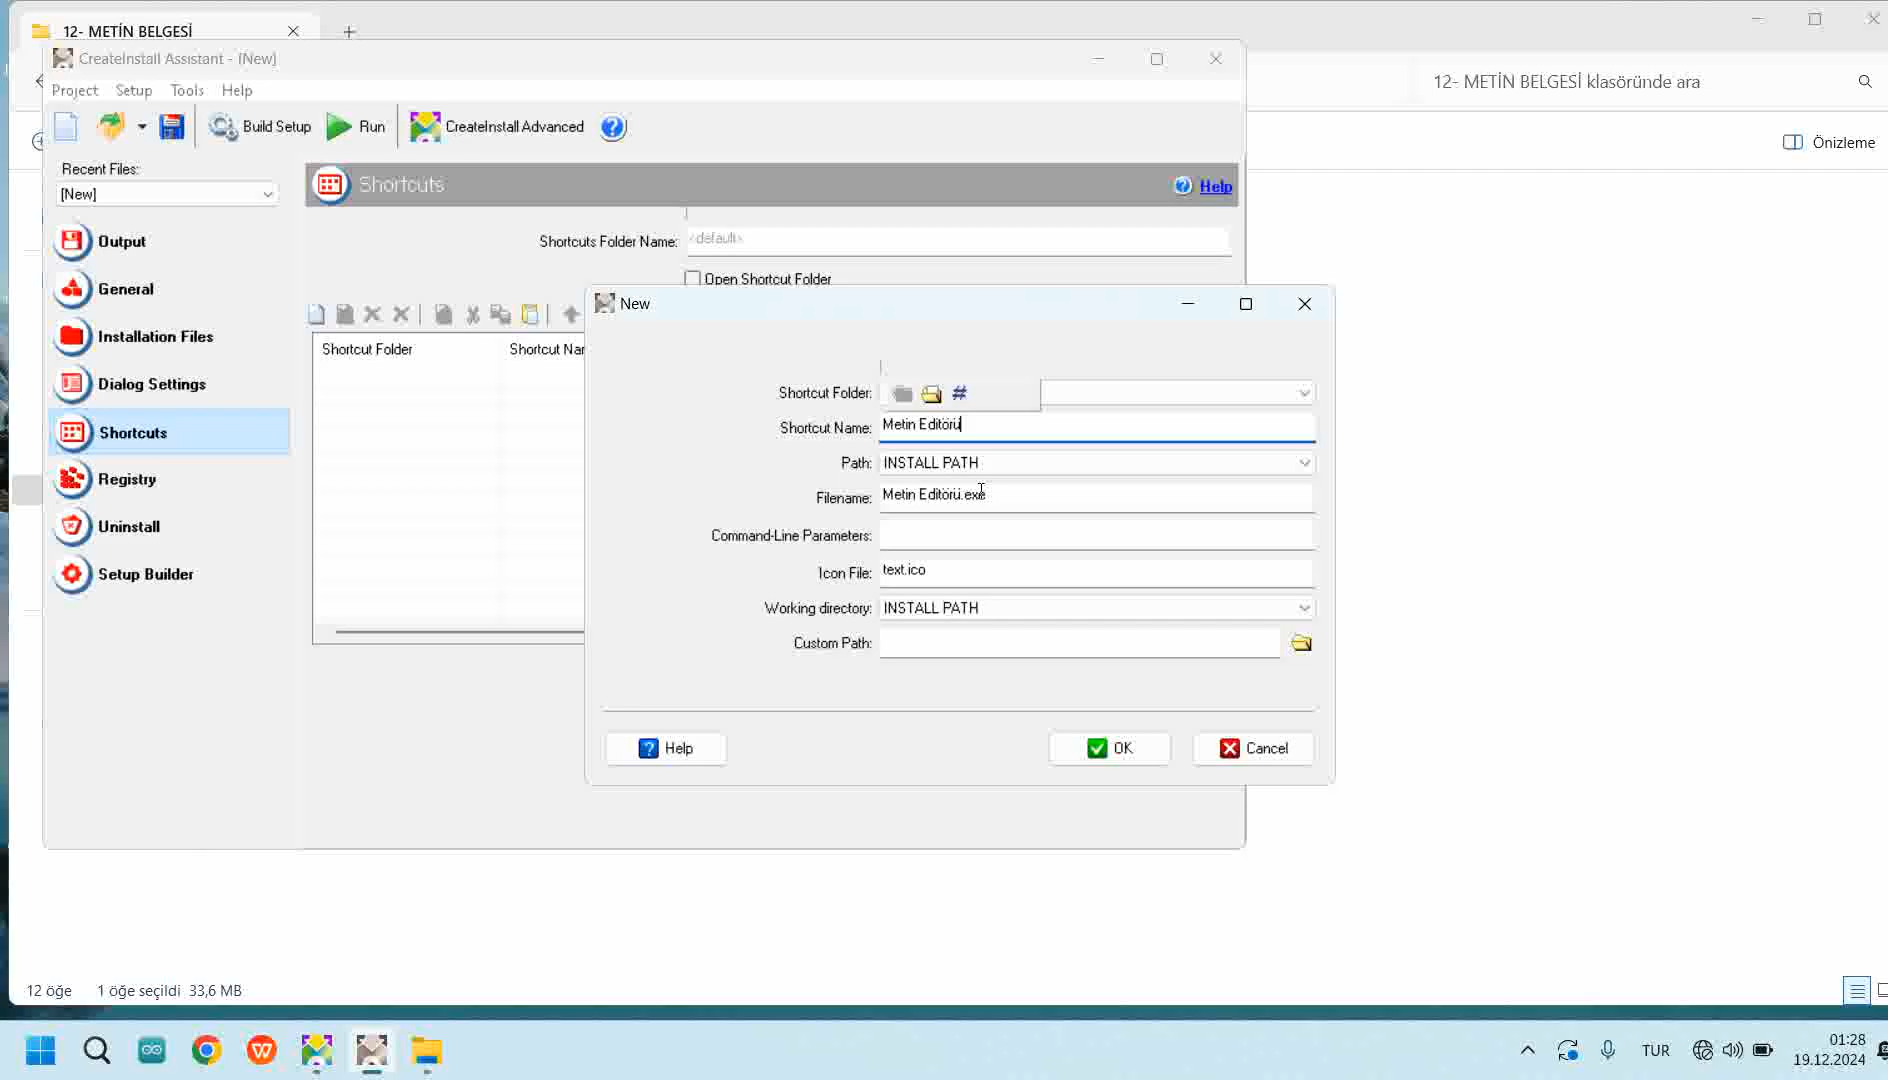 12- METİN BELGESİ
CreateInstall Assistant - [New]
Project Setup Tools Help
12- METİN BELGESİ klasöründe ara
Build Setup Run CreateInstall Advanced
Önizleme
Recent Files:
[New]
Shortcuts
Help
Output
General
Installation Files
Dialog Settings
Shortcuts
Registry
Uninstall
Setup Builder
Shortcuts Folder Name: <default>
Open Shortcut Folder
Shortcut Folder Shortcut Nar
New
Shortcut Folder: #
Shortcut Name: Metin Editörü
Path: INSTALL PATH
Filename: Metin Editörü.exe
Command-Line Parameters:
Icon File: text.ico
Working directory: INSTALL PATH
Custom Path:
Help OK Cancel
12 öğe 1 öğe seçildi 33,6 MB
TUR
01:28
19.12.2024